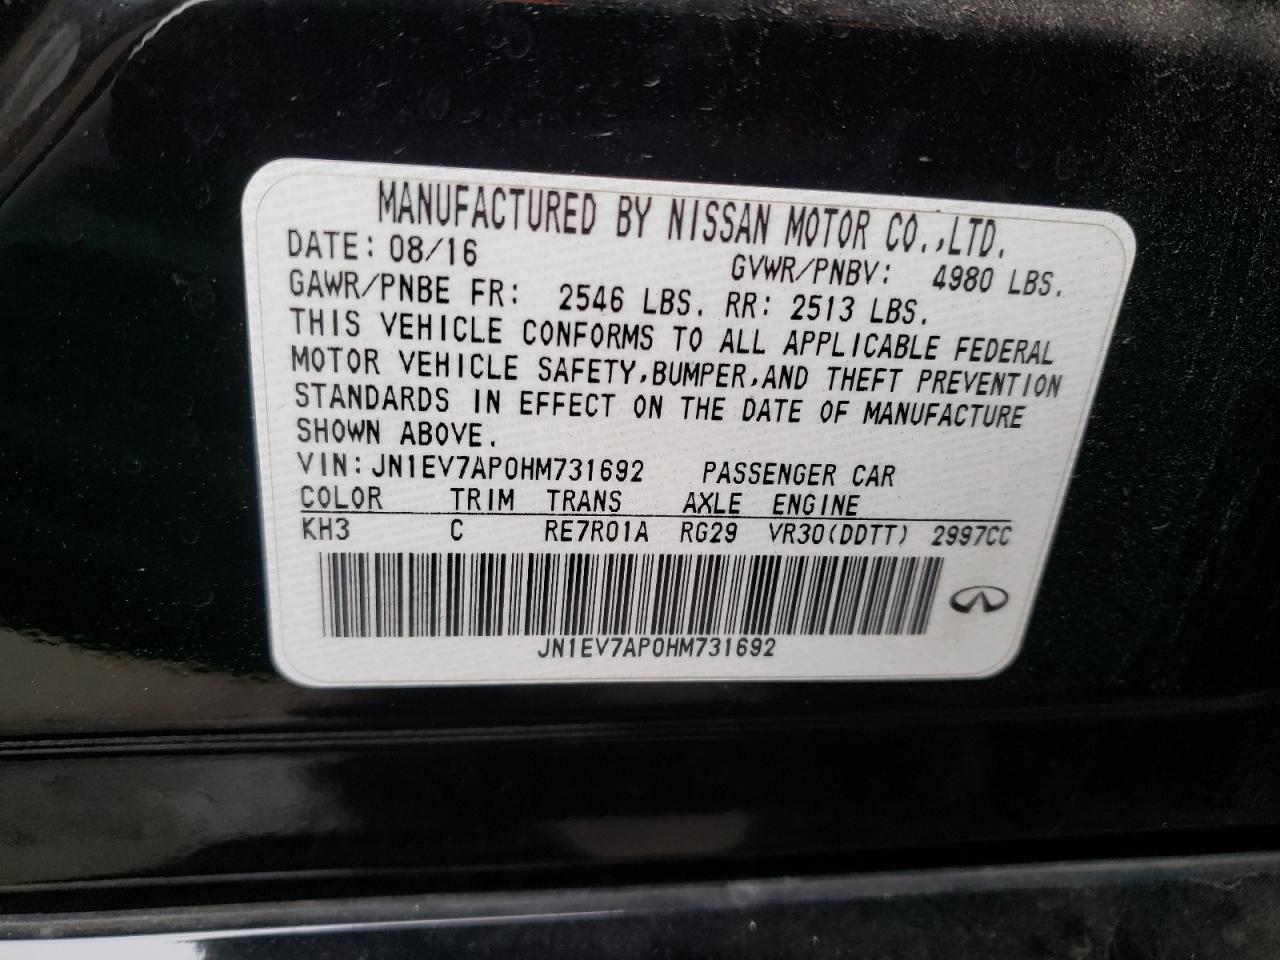 MANUFACTURED BY NISSAN MOTOR CO.,LTD.
DATE: 08/16 GVWR/PNBV: 4980 LBS.
GAWR/PNBE FR: 2546 LBS. RR: 2513 LBS.
THIS VEHICLE CONFORMS TO ALL APPLICABLE FEDERAL
MOTOR VEHICLE SAFETY,BUMPER,AND THEFT PREVENTION
STANDARDS IN EFFECT ON THE DATE OF MANUFACTURE
SHOWN ABOVE.
VIN:JN1EV7AP0HM731692 PASSENGER CAR
COLOR TRIM TRANS AXLE ENGINE
KH3 C RE7R01A RG29 VR30(DDTT) 2997CC
JN1EV7AP0HM731692